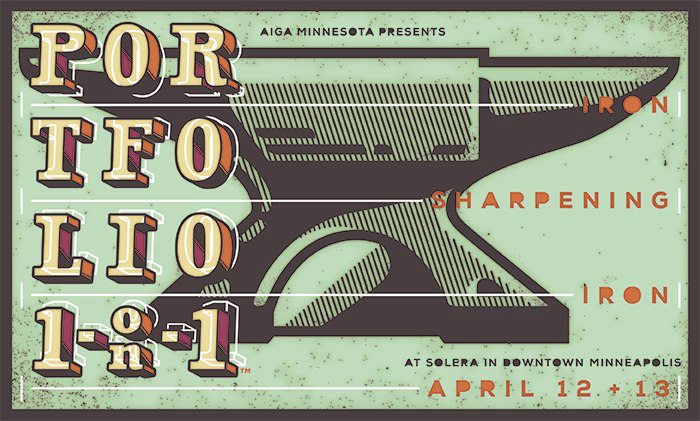 AIGA MINNESOTA PRESENTS
POR
TFO
LIO
1-on-1™
IRON
SHARPENING
IRON
AT SOLERA IN DOWNTOWN MINNEAPOLIS
APRIL 12 + 13